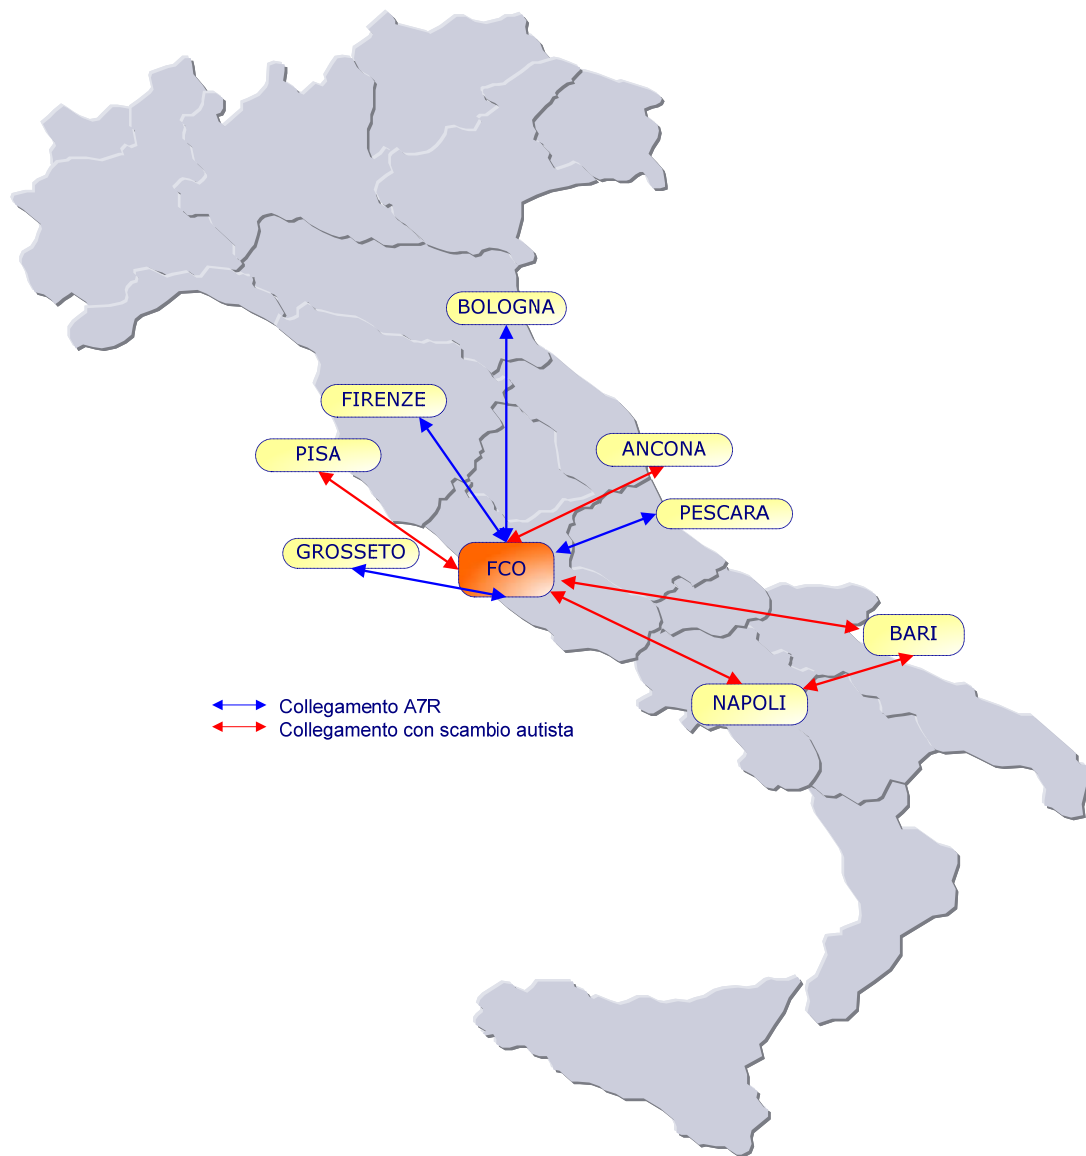 BOLOGNA
FIRENZE
ANCONA
PISA
PESCARA
GROSSETO
FCO
BARI
NAPOLI
Collegamento A7R
Collegamento con scambio autista